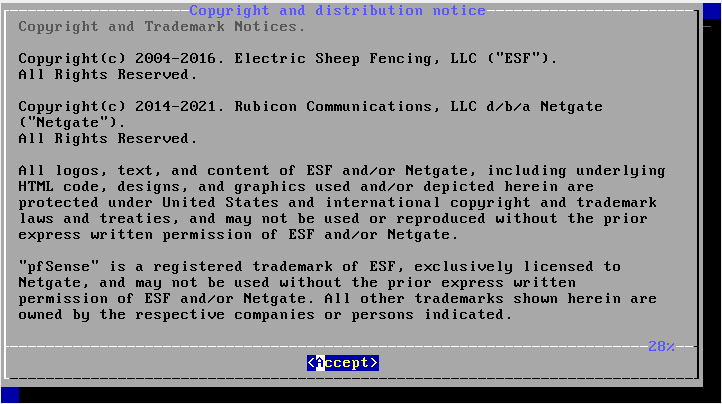 Copyright and distribution notice
Copyright and Trademark Notices.
Copyright(c) 2004-2016. Electric Sheep Fencing, LLC ("ESF").
All Rights Reserved.
Copyright(c) 2014-2021. Rubicon Communications, LLC d/b/a Netgate
("Netgate").
All Rights Reserved.
All logos, text, and content of ESF and/or Netgate, including underlying
HTML code, designs, and graphics used and/or depicted herein are
protected under United States and international copyright and trademark
laws and treaties, and may not be used or reproduced without the prior
express written permission of ESF and/or Netgate.
"pfSense" is a registered trademark of ESF, exclusively licensed to
Netgate, and may not be used without the prior express written
permission of ESF and/or Netgate. All other trademarks shown herein are
owned by the respective companies or persons indicated.
28%
<Accept>